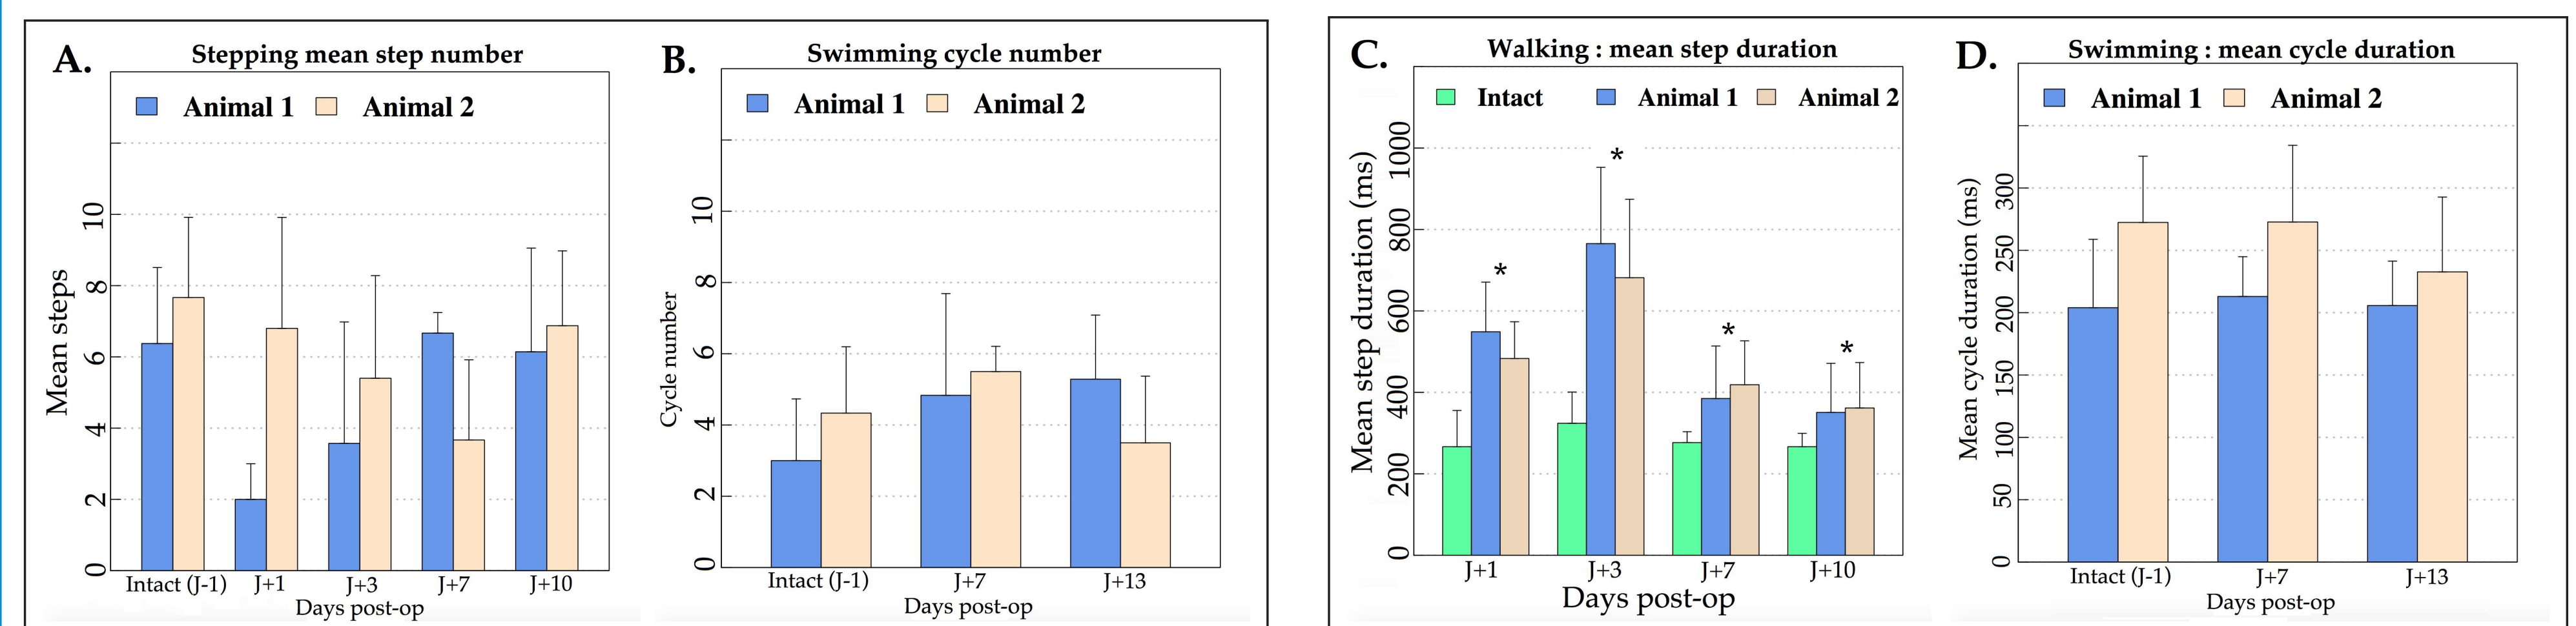 A.
Stepping mean step number
Animal 1 Animal 2
Mean steps
0 2 4 6 8 10
Intact (J-1) J+1 J+3 J+7 J+10
Days post-op
B.
Swimming cycle number
Animal 1 Animal 2
Cycle number
0 2 4 6 8 10
Intact (J-1) J+7 J+13
Days post-op
C.
Walking : mean step duration
Intact Animal 1 Animal 2
Mean step duration (ms)
0 200 400 600 800 1000
* * * *
J+1 J+3 J+7 J+10
Days post-op
D.
Swimming : mean cycle duration
Animal 1 Animal 2
Mean cycle duration (ms)
0 50 100 150 200 250 300
Intact (J-1) J+7 J+13
Days post-op